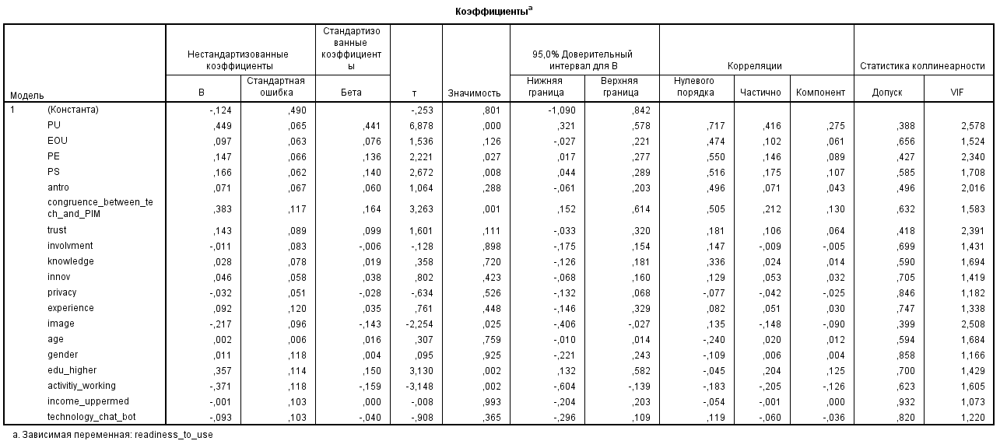 Коэффициентыa
Модель
Нестандартизованные коэффициенты
Стандартизо ванные коэффициент ы
т
Значимость
95,0% Доверительный интервал для B
Корреляции
Статистика коллинеарности
B Стандартная ошибка Бета Нижняя граница Верхняя граница Нулевого порядка Частично Компонент Допуск VIF
1 (Константа) -,124 ,490 -,253 ,801 -1,090 ,842
PU ,449 ,065 ,441 6,878 ,000 ,321 ,578 ,717 ,416 ,275 ,388 2,578
EOU ,097 ,063 ,076 1,536 ,126 -,027 ,221 ,474 ,102 ,061 ,656 1,524
PE ,147 ,066 ,136 2,221 ,027 ,017 ,277 ,550 ,146 ,089 ,427 2,340
PS ,166 ,062 ,140 2,672 ,008 ,044 ,289 ,516 ,175 ,107 ,585 1,708
antro ,071 ,067 ,060 1,064 ,288 -,061 ,203 ,496 ,071 ,043 ,496 2,016
congruence_between_te
ch_and_PIM ,383 ,117 ,164 3,263 ,001 ,152 ,614 ,505 ,212 ,130 ,632 1,583
trust ,143 ,089 ,099 1,601 ,111 -,033 ,320 ,181 ,106 ,064 ,418 2,391
involvment -,011 ,083 -,006 -,128 ,898 -,175 ,154 ,147 -,009 -,005 ,699 1,431
knowledge ,028 ,078 ,019 ,358 ,720 -,126 ,181 ,336 ,024 ,014 ,590 1,694
innov ,046 ,058 ,038 ,802 ,423 -,068 ,160 ,129 ,053 ,032 ,705 1,419
privacy -,032 ,051 -,028 -,634 ,526 -,132 ,068 -,077 -,042 -,025 ,846 1,182
experience ,092 ,120 ,035 ,761 ,448 -,146 ,329 ,082 ,051 ,030 ,747 1,338
image -,217 ,096 -,143 -2,254 ,025 -,406 -,027 ,135 -,148 -,090 ,399 2,508
age ,002 ,006 ,016 ,307 ,759 -,010 ,014 -,240 ,020 ,012 ,594 1,684
gender ,011 ,118 ,004 ,095 ,925 -,221 ,243 -,109 ,006 ,004 ,858 1,166
edu_higher ,357 ,114 ,150 3,130 ,002 ,132 ,582 -,045 ,204 ,125 ,700 1,429
activitiy_working -,371 ,118 -,159 -3,148 ,002 -,604 -,139 -,183 -,205 -,126 ,623 1,605
income_uppermed -,001 ,103 ,000 -,008 ,993 -,204 ,203 -,054 -,001 ,000 ,932 1,073
technology_chat_bot -,093 ,103 -,040 -,908 ,365 -,296 ,109 ,119 -,060 -,036 ,820 1,220
a. Зависимая переменная: readiness_to_use